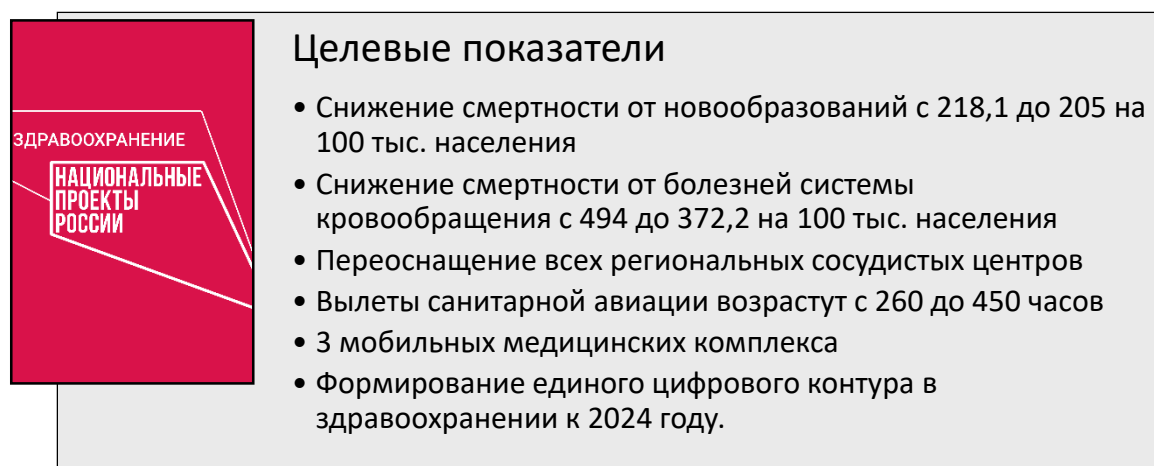 ЗДРАВООХРАНЕНИЕ
НАЦИОНАЛЬНЫЕ
ПРОЕКТЫ
РОССИИ
Целевые показатели
• Снижение смертности от новообразований с 218,1 до 205 на
100 тыс. населения
• Снижение смертности от болезней системы
кровообращения с 494 до 372,2 на 100 тыс. населения
• Переоснащение всех региональных сосудистых центров
• Вылеты санитарной авиации возрастут с 260 до 450 часов
• 3 мобильных медицинских комплекса
• Формирование единого цифрового контура в
здравоохранении к 2024 году.